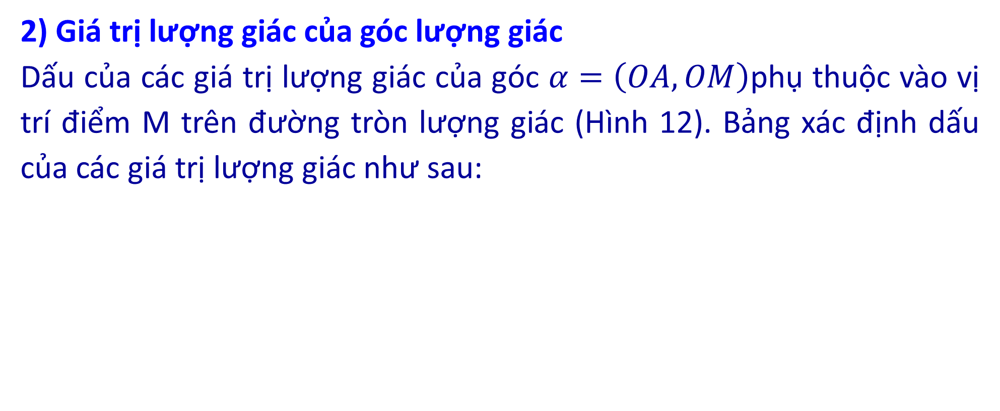 2) Giá trị lượng giác của góc lượng giác
Dấu của các giá trị lượng giác của góc α = (OA, OM)phụ thuộc vào vị
trí điểm M trên đường tròn lượng giác (Hình 12). Bảng xác định dấu
của các giá trị lượng giác như sau: